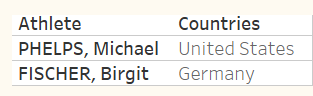 Athlete Countries
PHELPS, Michael United States
FISCHER, Birgit Germany